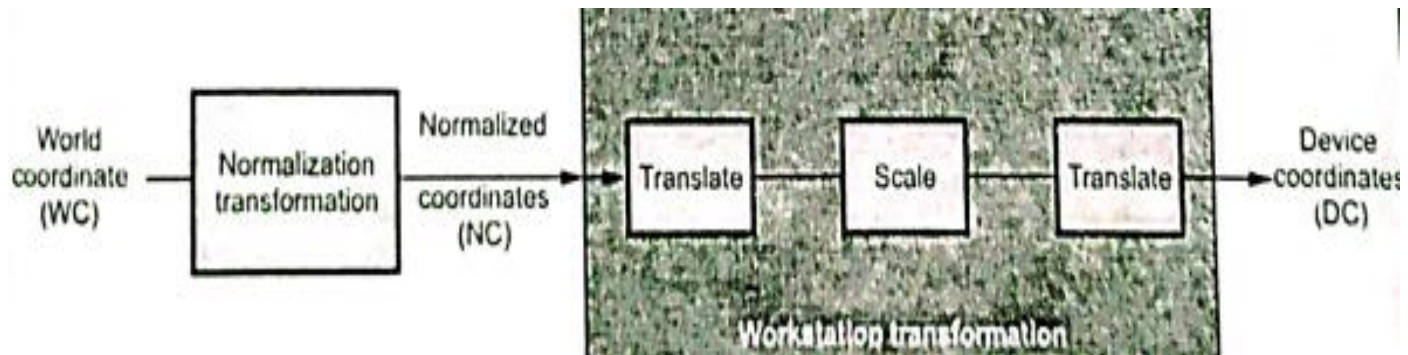 World
coordinate
(WC)
Normalization
transformation
Normalized
coordinates
(NC)
Translate
Scale
Translate
Device
coordinates
(DC)
Workstation transformation